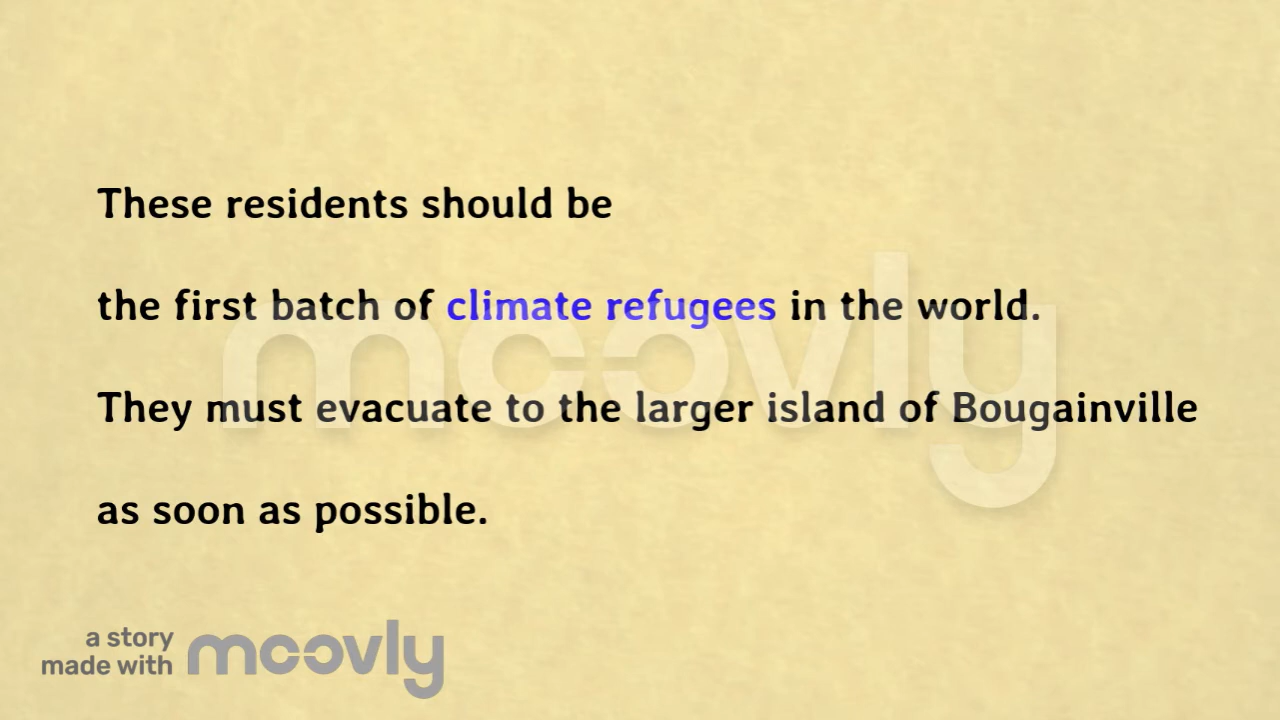 These residents should be
the first batch of climate refugees in the world.
They must evacuate to the larger island of Bougainville
as soon as possible.
moovly
a story
made with moovly